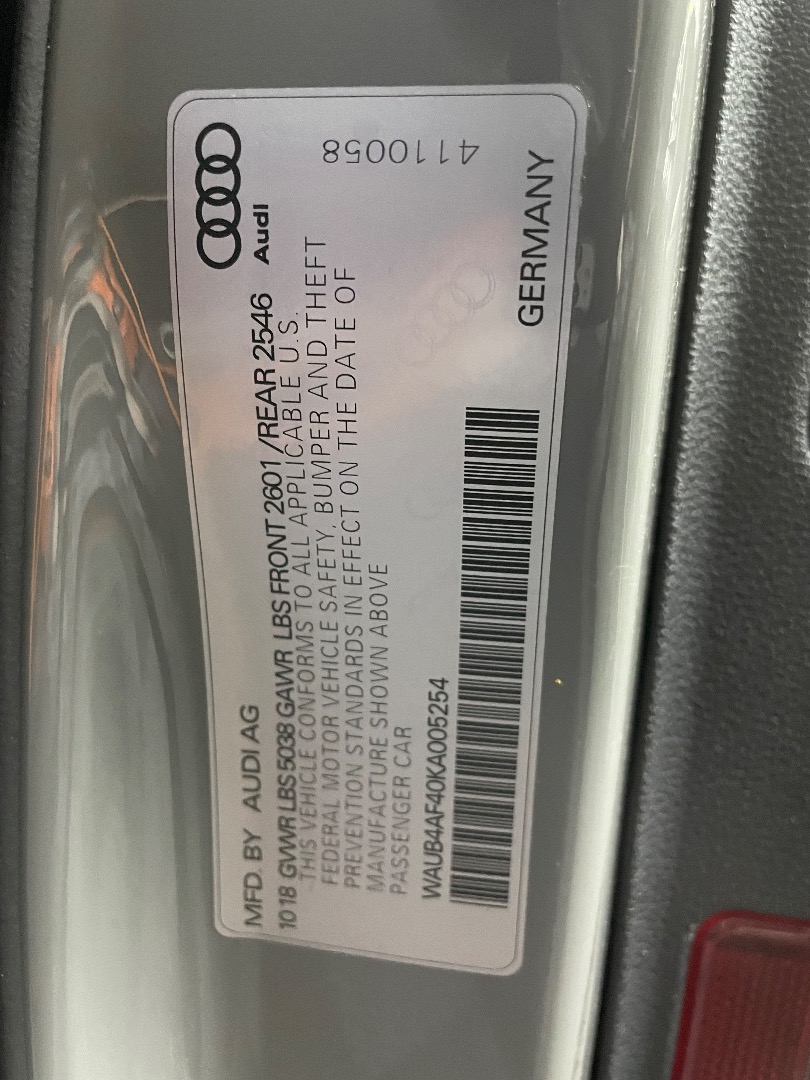 MFD. BY AUDI AG
Audi
10 18 GVWR LBS 5038 GAWR LBS FRONT 2601 /REAR 2546
THIS VEHICLE CONFORMS TO ALL APPLICABLE U.S.
FEDERAL MOTOR VEHICLE SAFETY, BUMPER AND THEFT
PREVENTION STANDARDS IN EFFECT ON THE DATE OF
MANUFACTURE SHOWN ABOVE
PASSENGER CAR
WAUB4AF40KA005254
GERMANY
4110058